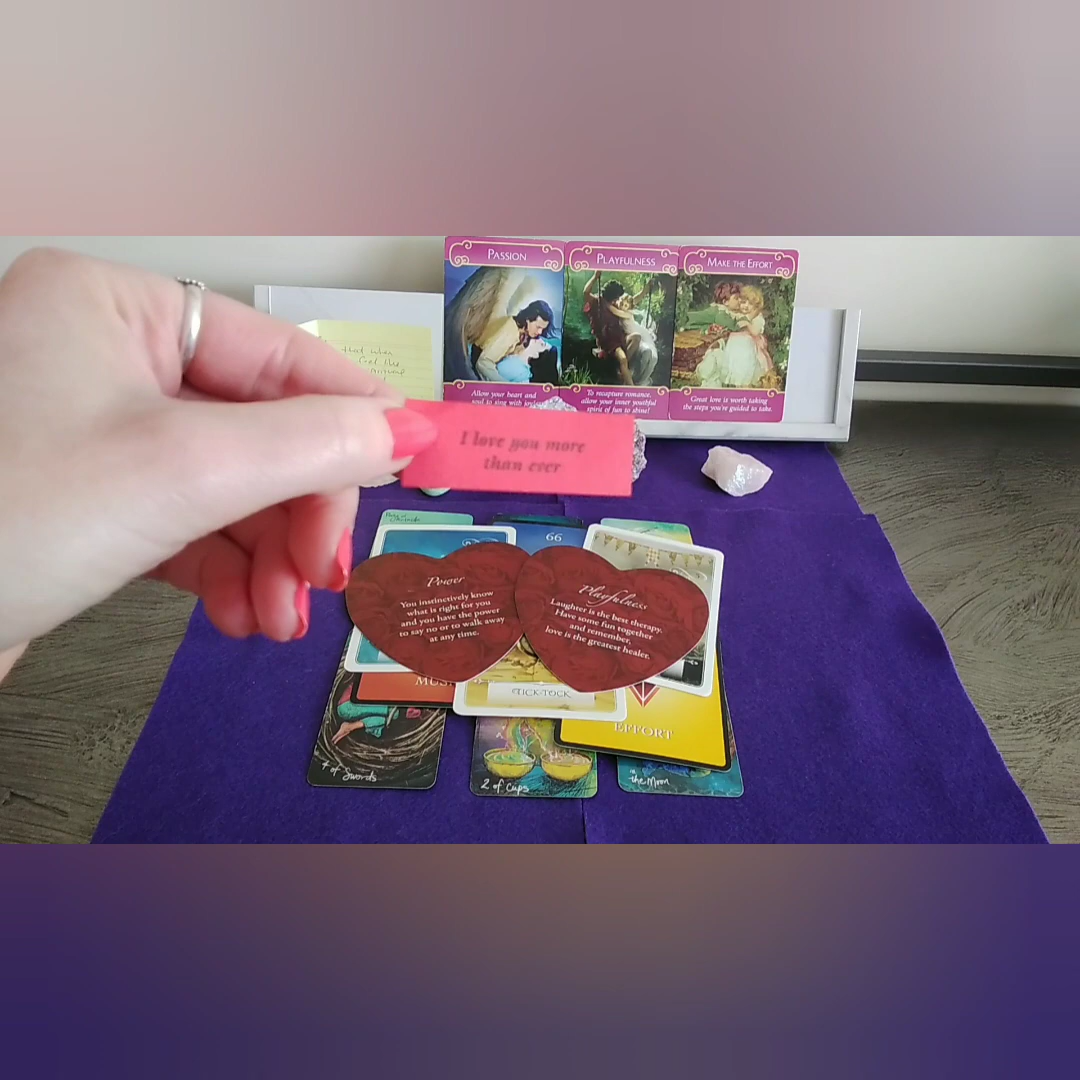 PASSION
PLAYFULNESS
MAKE THE EFFORT
Allow your heart and
soul to sing with joy
To recapture romance,
allow your inner youthful
spirit of fun to shine!
Great love is worth taking
the steps you're guided to take.
that when
I love you more
than ever
66
Power
You instinctively know
what is right for you
and you have the power
to say no or to walk away
at any time.
Playfulness
Laughter is the best therapy.
Have some fun together
and remember,
love is the greatest healer.
TICK-TOCK
EFFORT
4 of Swords
2 of Cups
the Moon